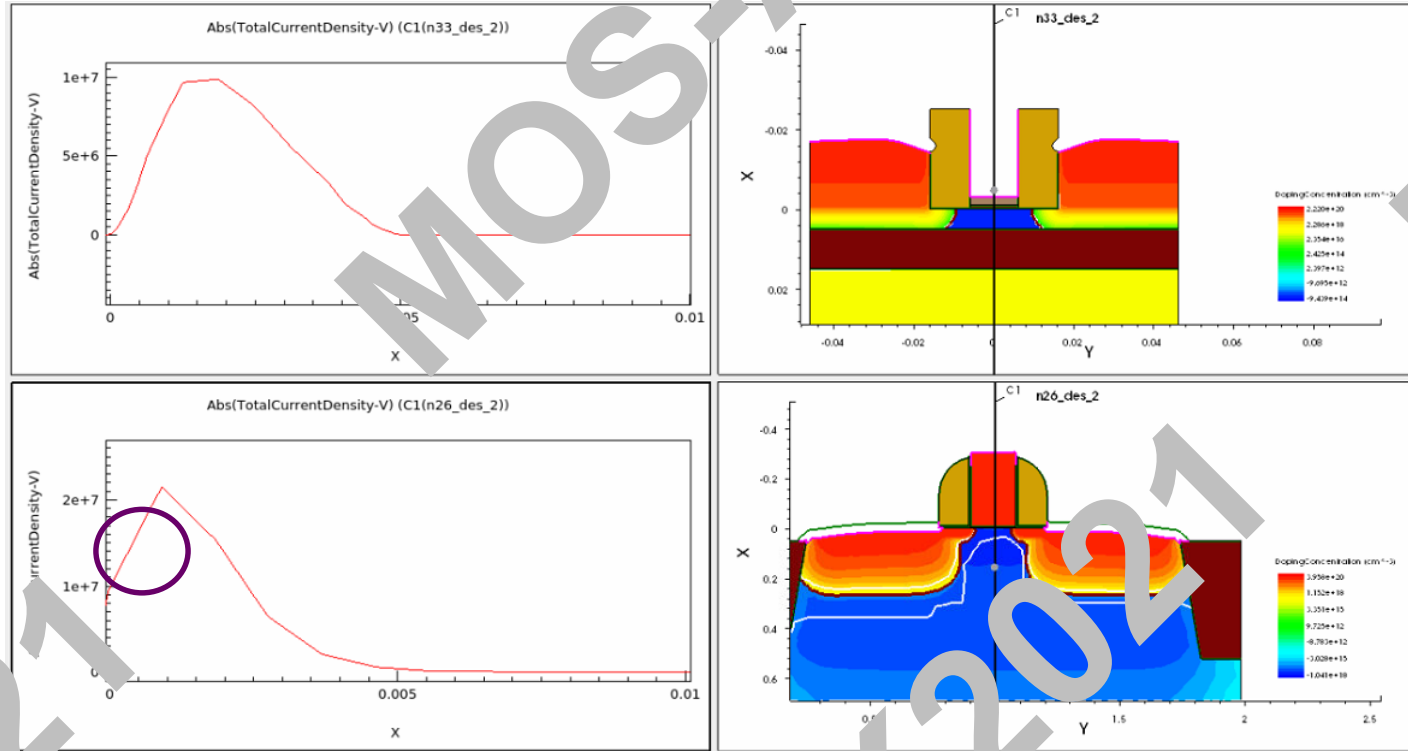 Abs(TotalCurrentDensity-V) (C1(n33_des_2))
Abs(TotalCurrentDensity-V)
1e+7
5e+6
0
0
0.01
X
C1
n33_des_2
-0.04
-0.02
0
0.02
X
-0.04
-0.02
0
0.02
0.04
0.06
0.08
Y
DopingConcentration (cm^-3)
2.220e+20
2.286e+18
2.354e+16
2.425e+14
2.397e+12
-9.695e+12
-9.439e+14
Abs(TotalCurrentDensity-V) (C1(n26_des_2))
CurrentDensity-V)
2e+7
1e+7
0
0
0.005
0.01
X
C1
n26_des_2
-0.4
-0.2
0
0.2
0.4
0.6
X
1.5
2
2.5
Y
DopingConcentration (cm^-3)
3.958e+20
1.152e+18
3.351e+15
9.725e+12
-8.783e+12
-3.028e+15
-1.041e+18
MOS-
2021
21